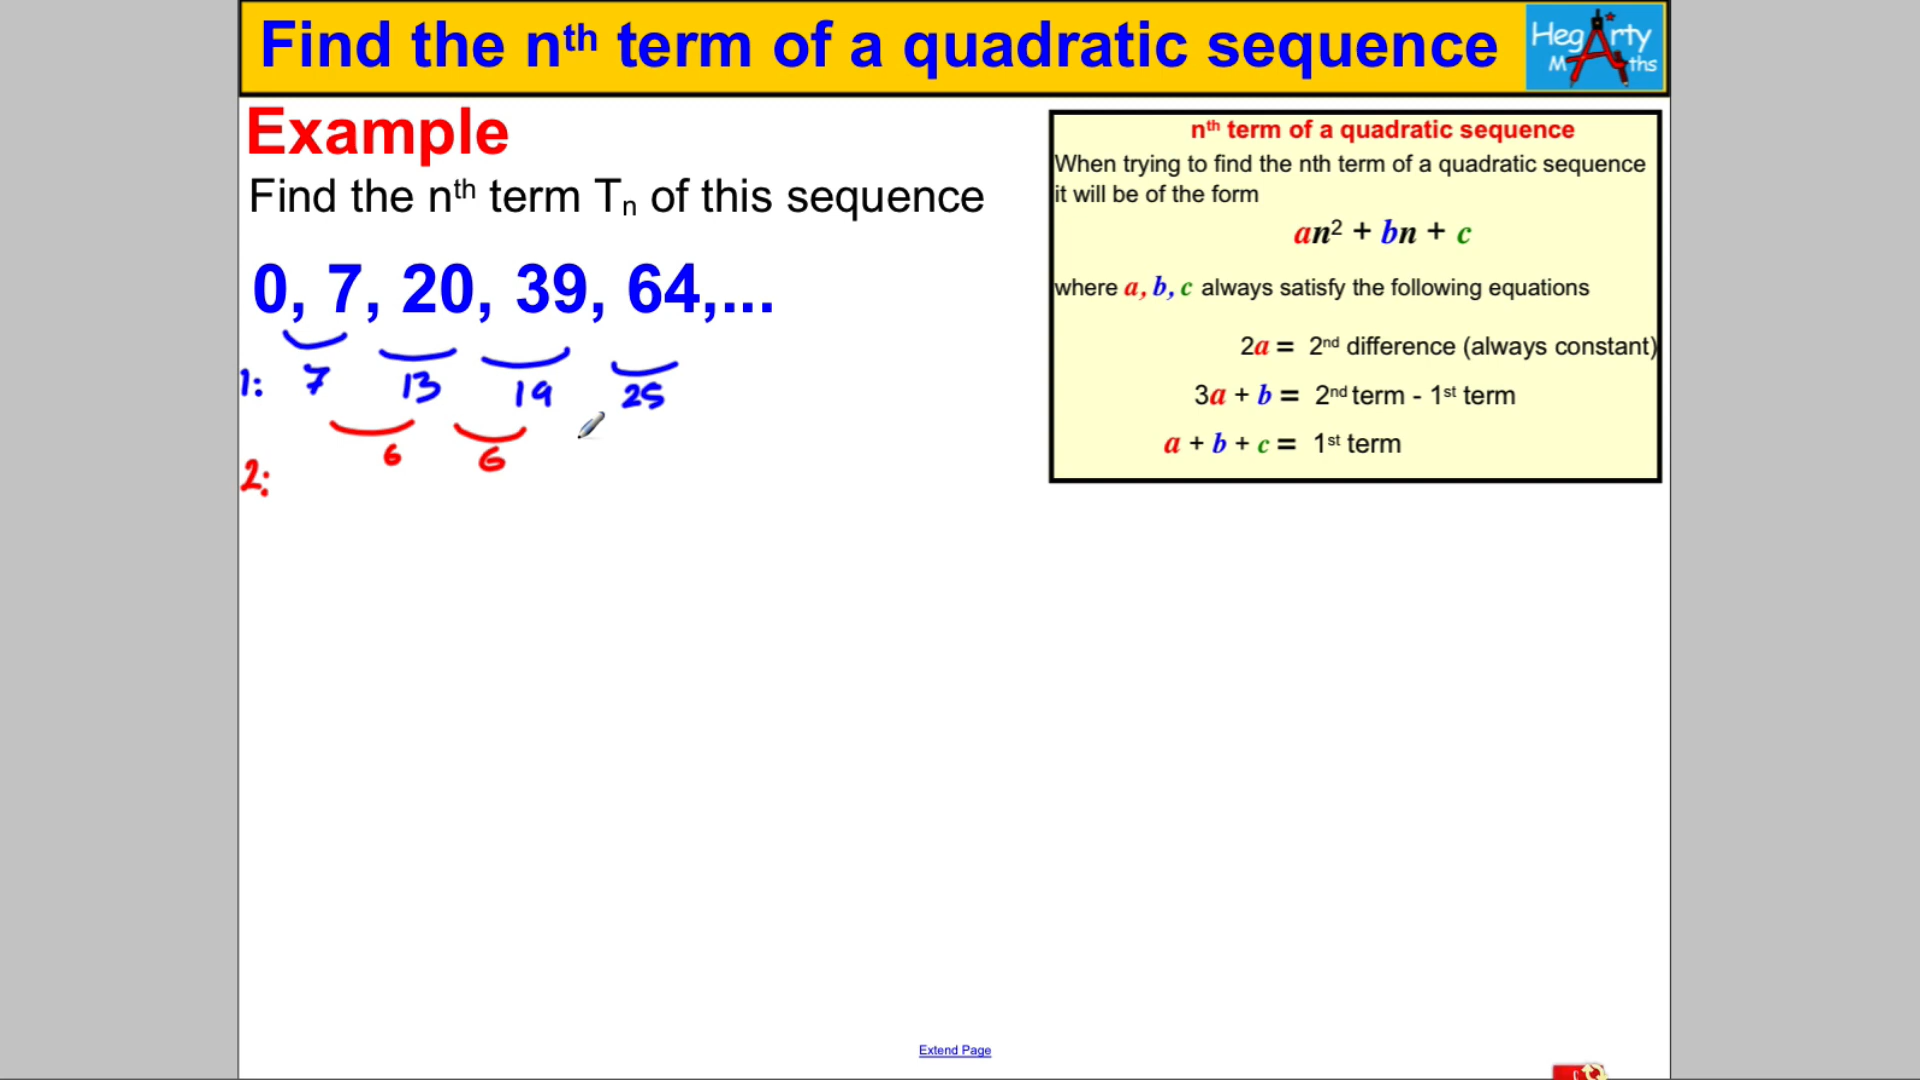 Find the nth term of a quadratic sequence
Hegarty
Maths
Example
Find the nth term Tn of this sequence
0, 7, 20, 39, 64,...
1: 7 13 19 25
6 6
2:
nth term of a quadratic sequence
When trying to find the nth term of a quadratic sequence
it will be of the form
an² + bn + c
where a, b, c always satisfy the following equations
2a = 2nd difference (always constant)
3a + b = 2nd term - 1st term
a + b + c = 1st term
Extend Page